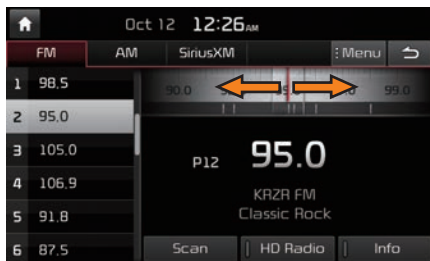 Oct 12 12:26 AM
FM AM SiriusXM Menu
1 98.5
2 95.0
3 105.0
4 106.9
5 91.8
6 87.5
90.0 99.0
P12 95.0
KRZR FM
Classic Rock
Scan HD Radio Info